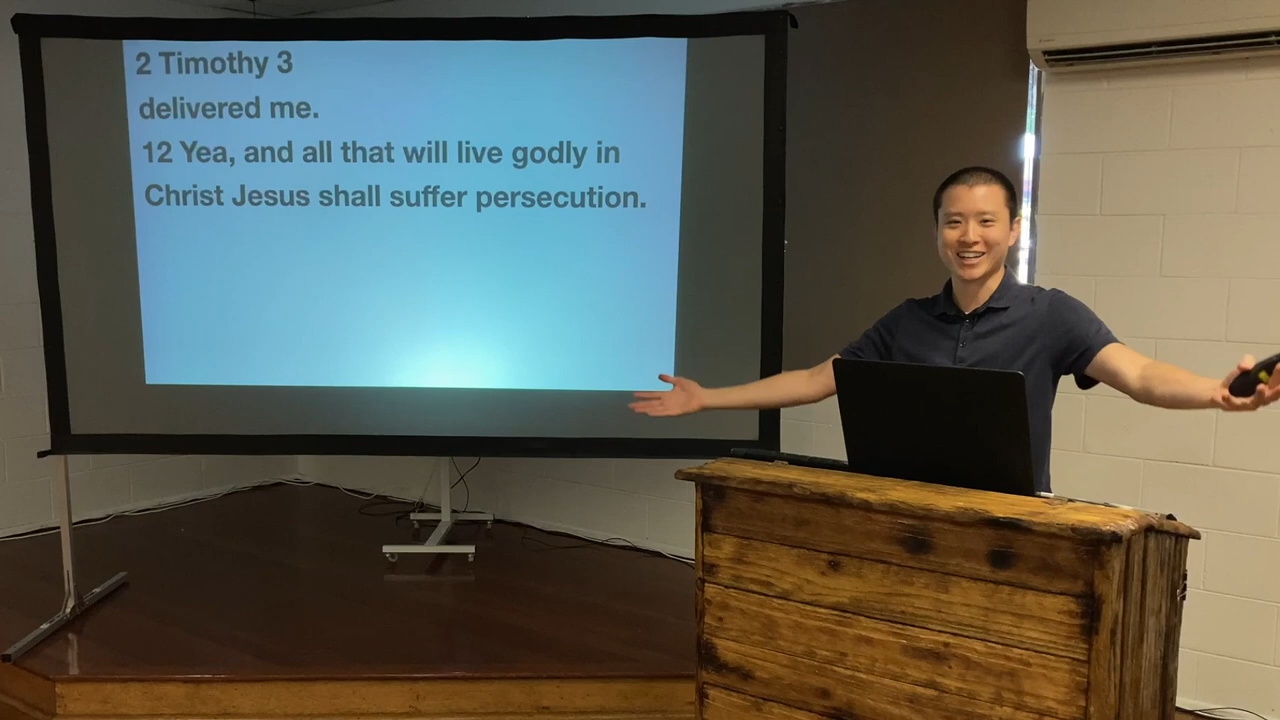 2 Timothy 3
delivered me.
12 Yea, and all that will live godly in
Christ Jesus shall suffer persecution.